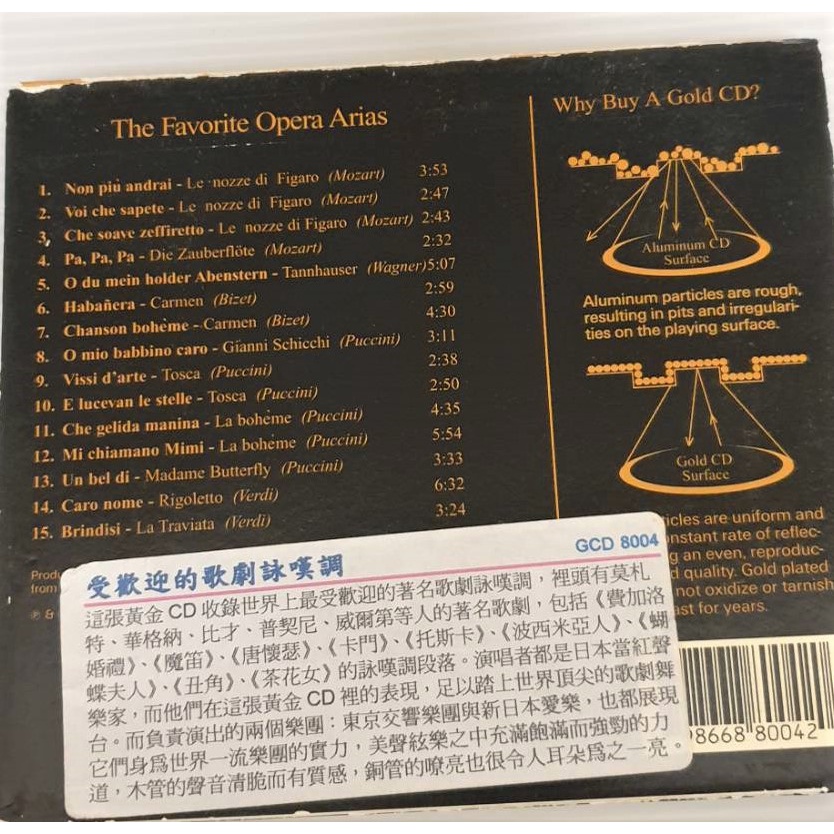 The Favorite Opera Arias
1. Non più andrai - Le nozze di Figaro (Mozart) 3:53
2. Voi che sapete - Le nozze di Figaro (Mozart) 2:47
3. Che soave zeffiretto - Le nozze di Figaro (Mozart) 2:43
4. Pa, Pa, Pa - Die Zauberflöte (Mozart) 2:32
5. O du mein holder Abenstern - Tannhauser (Wagner) 5:07
6. Habañera - Carmen (Bizet) 2:59
7. Chanson bohème - Carmen (Bizet) 4:30
8. O mio babbino caro - Gianni Schicchi (Puccini) 3:11
9. Vissi d'arte - Tosca (Puccini) 2:38
10. E lucevan le stelle - Tosca (Puccini) 2:50
11. Che gelida manina - La bohème (Puccini) 4:35
12. Mi chiamano Mimi - La bohème (Puccini) 5:54
13. Un bel di - Madame Butterfly (Puccini) 3:33
14. Caro nome - Rigoletto (Verdi) 6:32
15. Brindisi - La Traviata (Verdi) 3:24
from
℗ &
Why Buy A Gold CD?
Aluminum CD
Surface
Aluminum particles are rough,
resulting in pits and irregulari-
ties on the playing surface.
Gold CD
Surface
icles are uniform and
nstant rate of reflec-
g an even, reproduc-
d quality. Gold plated
not oxidize or tarnish
ast for years.
受歡迎的歌劇詠嘆調 GCD 8004
這張黃金 CD 收錄世界上最受歡迎的著名歌劇詠嘆調，裡頭有莫札
特、華格納、比才、普契尼、威爾第等人的著名歌劇，包括《費加洛
婚禮》、《魔笛》、《唐懷瑟》、《卡門》、《托斯卡》、《波西米亞人》、《蝴
蝶夫人》、《丑角》、《茶花女》的詠嘆調段落。演唱者都是日本當紅聲
樂家，而他們在這張黃金 CD 裡的表現，足以踏上世界頂尖的歌劇舞
台。而負責演出的兩個樂團：東京交響樂團與新日本愛樂，也都展現
它們身爲世界一流樂團的實力，美聲絃樂之中充滿飽滿而強勁的力
道，木管的聲音清脆而有質感，銅管的嘹亮也很令人耳朵爲之一亮。
98668 80042